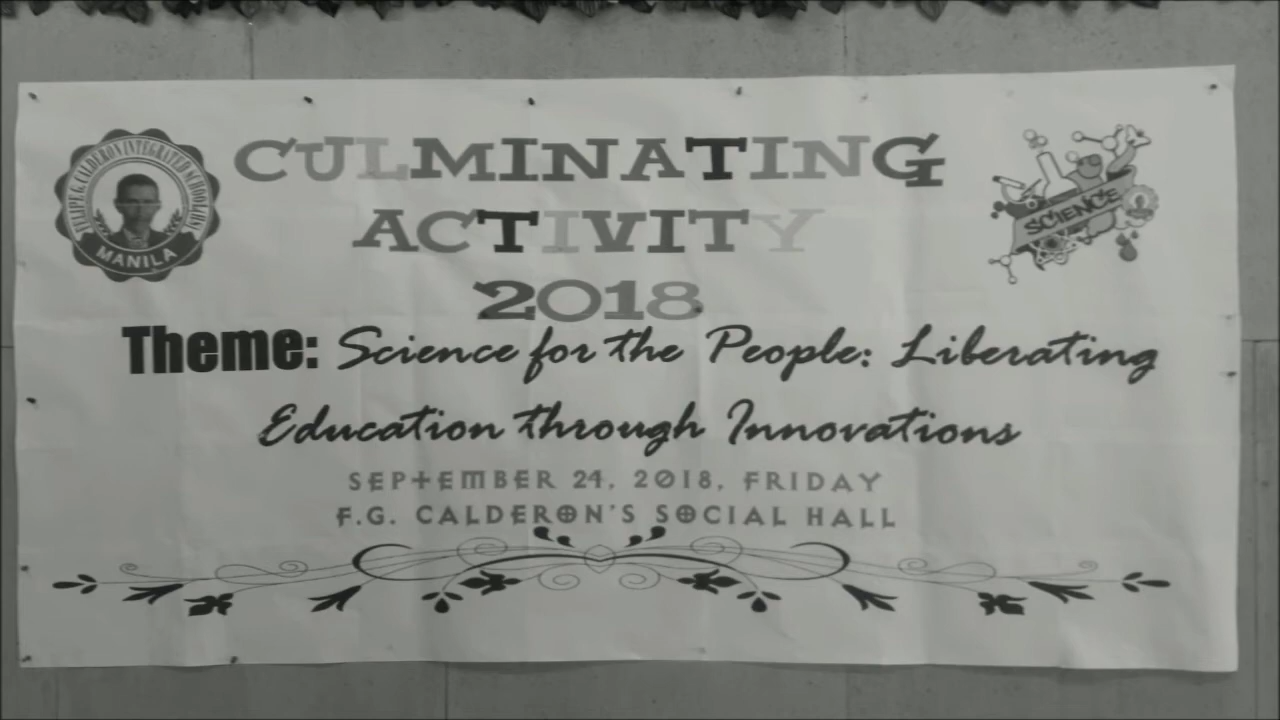 CULMINATING
ACTIVITY
2018
Theme: Science for the People: Liberating
Education through Innovations
SEPTEMBER 24, 2018, FRIDAY
F.G. CALDERON'S SOCIAL HALL
FELIPE G. CALDERON INTEGRATED SCHOOL
MANILA
SCIENCE